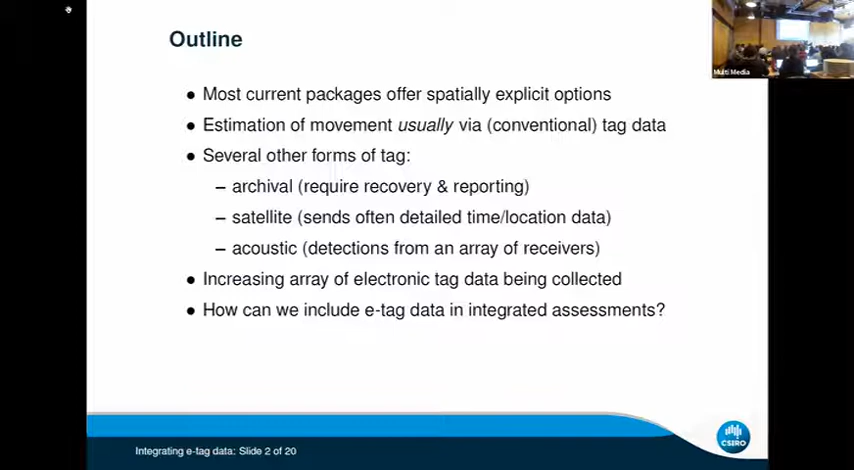 Outline
● Most current packages offer spatially explicit options
● Estimation of movement usually via (conventional) tag data
● Several other forms of tag:
– archival (require recovery & reporting)
– satellite (sends often detailed time/location data)
– acoustic (detections from an array of receivers)
● Increasing array of electronic tag data being collected
● How can we include e-tag data in integrated assessments?
Integrating e-tag data: Slide 2 of 20
CSIRO
Multi Media